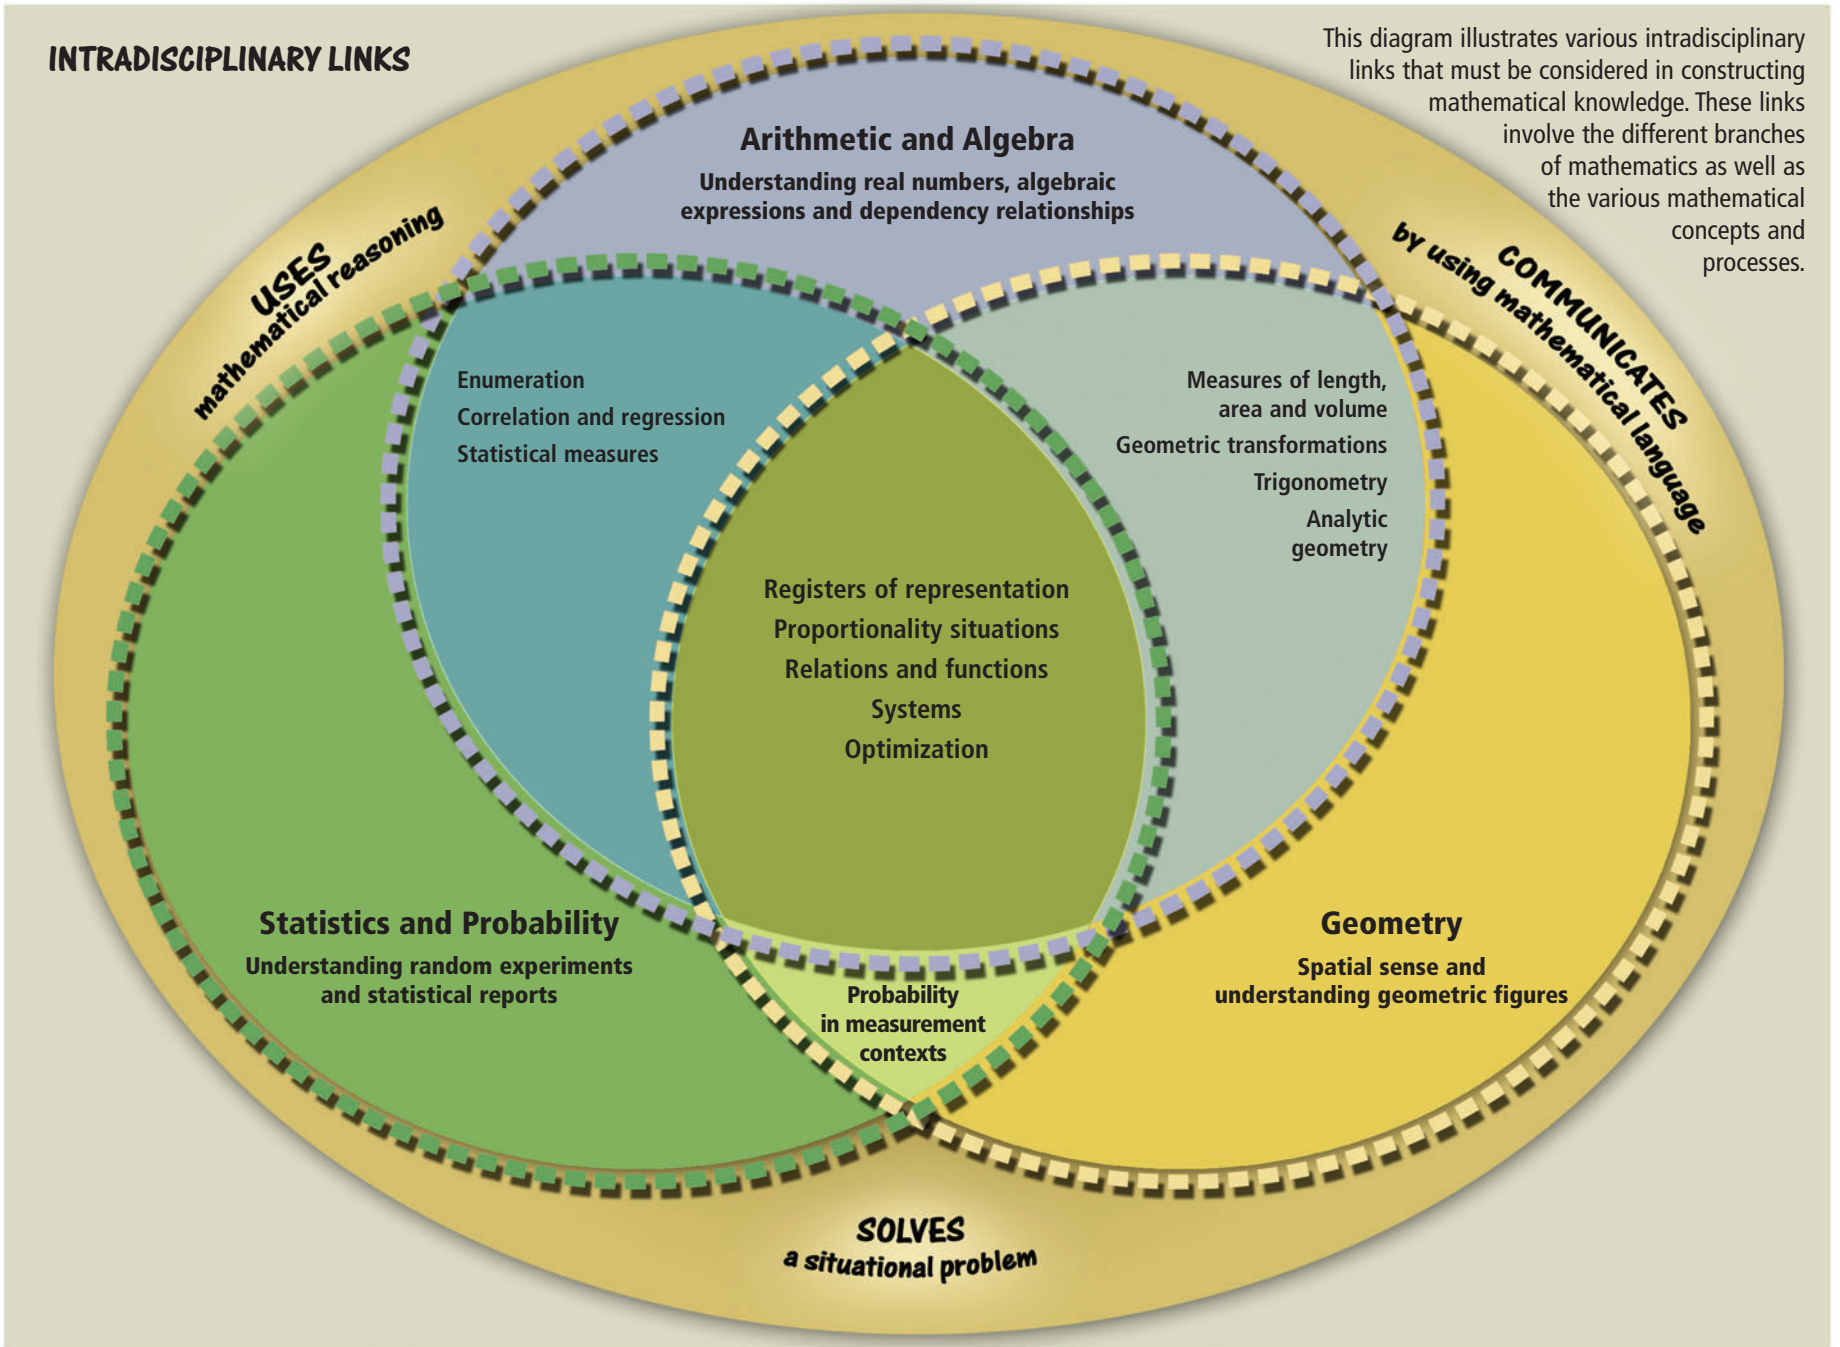 INTRADISCIPLINARY LINKS
This diagram illustrates various intradisciplinary
links that must be considered in constructing
mathematical knowledge. These links
involve the different branches
of mathematics as well as
the various mathematical
concepts and
processes.
USES
mathematical reasoning
COMMUNICATES
by using mathematical language
Arithmetic and Algebra
Understanding real numbers, algebraic
expressions and dependency relationships
Enumeration
Correlation and regression
Statistical measures
Measures of length,
area and volume
Geometric transformations
Trigonometry
Analytic
geometry
Registers of representation
Proportionality situations
Relations and functions
Systems
Optimization
Statistics and Probability
Understanding random experiments
and statistical reports
Geometry
Spatial sense and
understanding geometric figures
Probability
in measurement
contexts
SOLVES
a situational problem